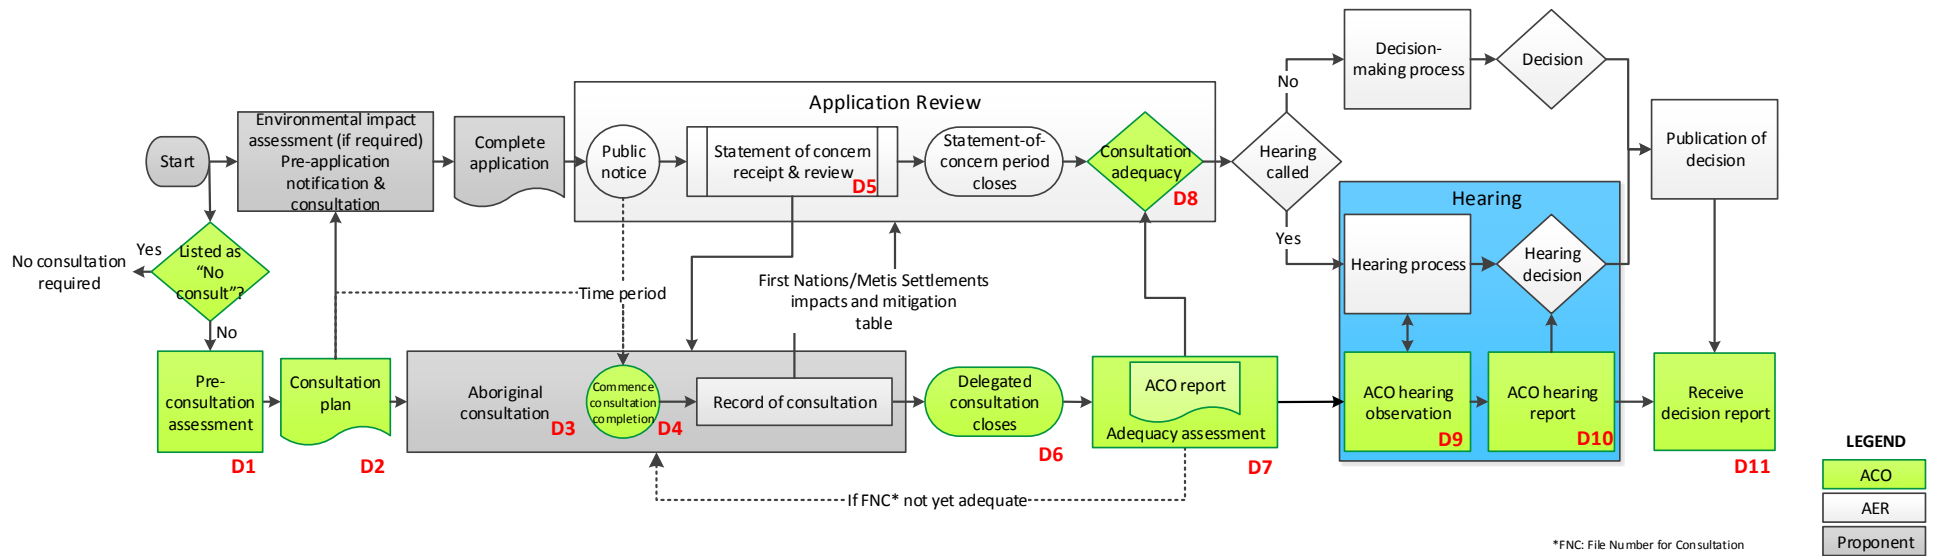 Start
Environmental impact
assessment (if required)
Pre-application
notification &
consultation
Complete
application
Application Review
Public
notice
Statement of concern
receipt & review
D5
Statement-of-
concern period
closes
Consultation
adequacy
D8
Hearing
called
No
Yes
Decision-
making process
Decision
Publication of
decision
Hearing
Hearing process
Hearing
decision
ACO hearing
observation
D9
ACO hearing
report
D10
Receive
decision report
D11
No consultation
required
Yes
Listed as
“No
consult”?
No
Pre-
consultation
assessment
D1
Consultation
plan
D2
Time period
First Nations/Metis Settlements
impacts and mitigation
table
Aboriginal
consultation
D3
Commence
consultation
completion
D4
Record of consultation
Delegated
consultation
closes
D6
ACO report
Adequacy assessment
D7
If FNC* not yet adequate
LEGEND
ACO
AER
Proponent
*FNC: File Number for Consultation